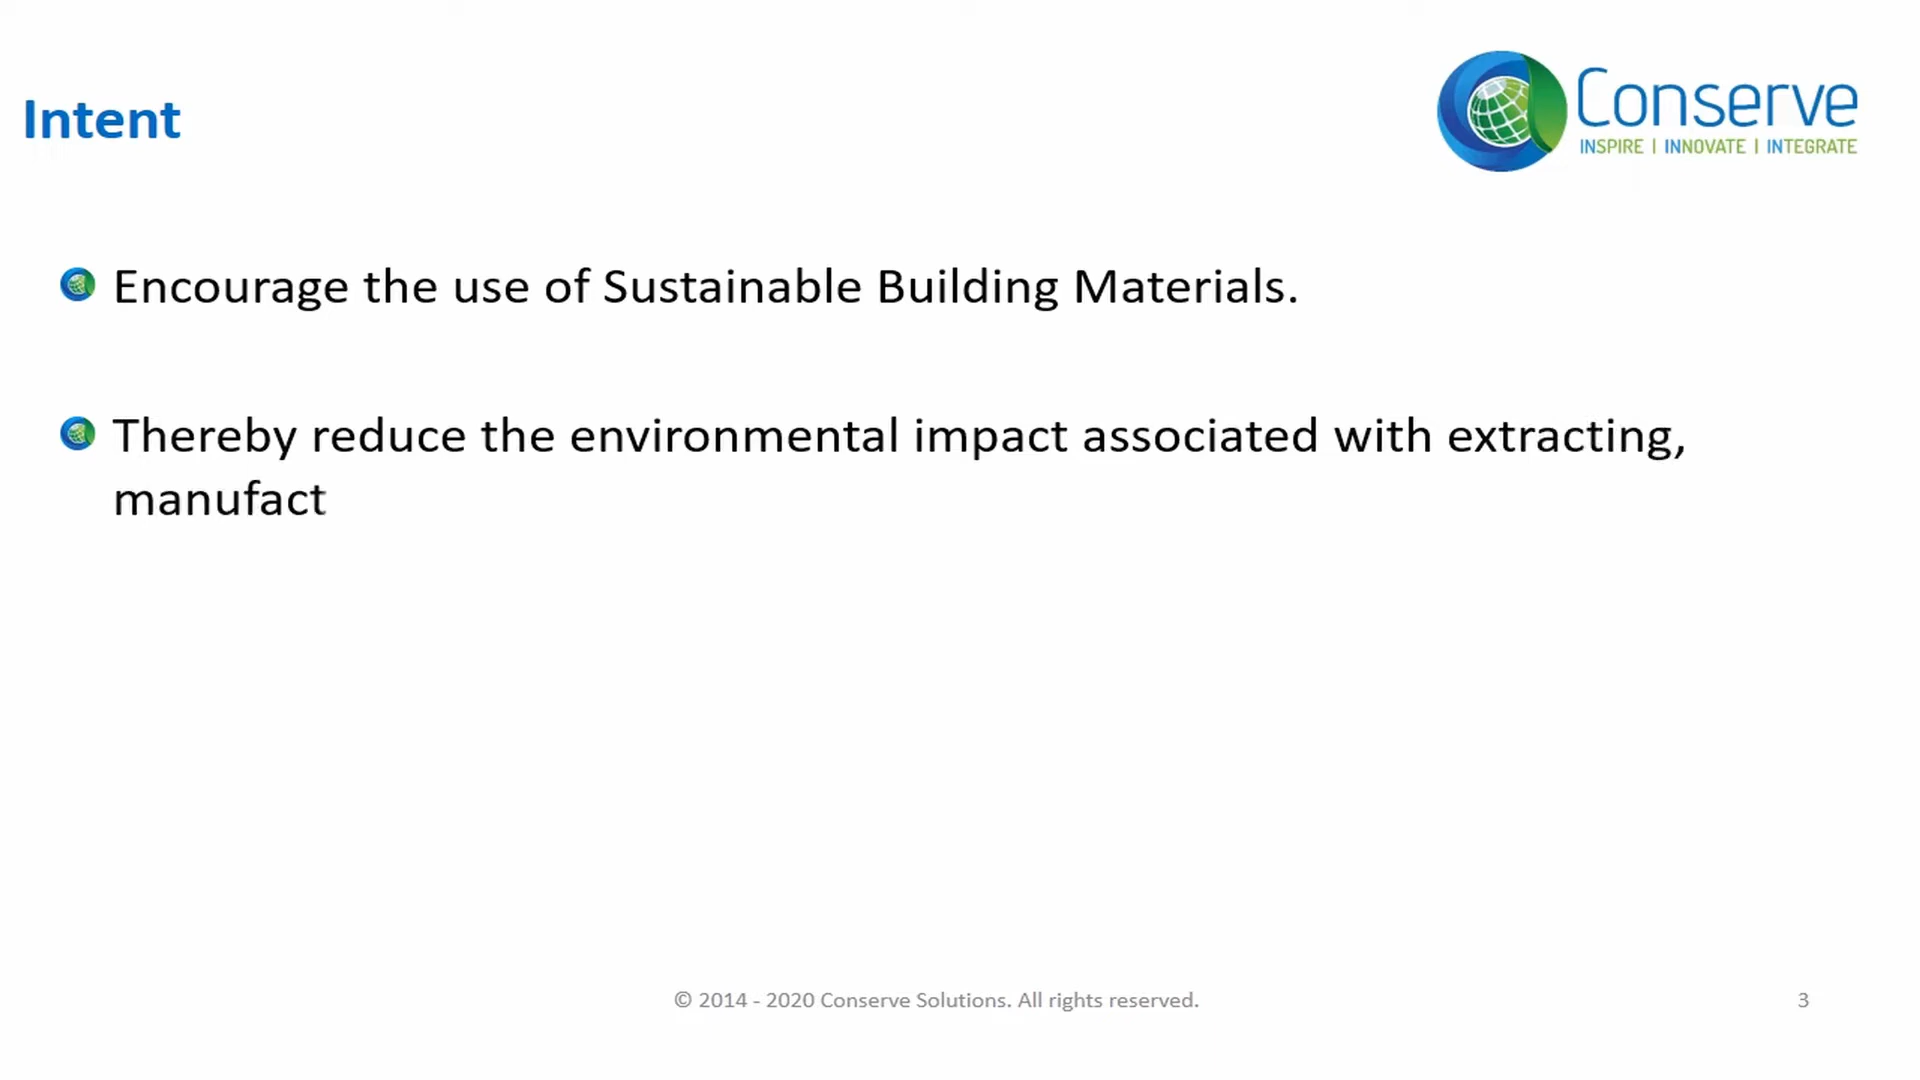 Intent
Conserve
INSPIRE | INNOVATE | INTEGRATE
Encourage the use of Sustainable Building Materials.
Thereby reduce the environmental impact associated with extracting,
manufact
© 2014 - 2020 Conserve Solutions. All rights reserved.
3